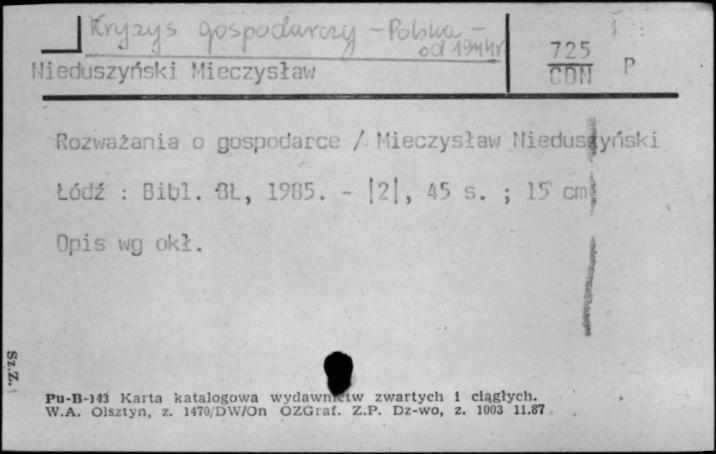 Kryzys gospodarczy - Polska -
od 1944r
725
CDN
P
Nieduszyński Mieczysław
Rozważania o gospodarce / Mieczysław Nieduszyński
Łódź : Bibl. BŁ, 1985. - |2|, 45 s. ; 15 cm
Opis wg okł.
Sz.Z.
Pu-B-143 Karta katalogowa wydawnictw zwartych i ciągłych.
W.A. Olsztyn, z. 1470/DW/On OZGraf. Z.P. Dz-wo, z. 1003 11.87